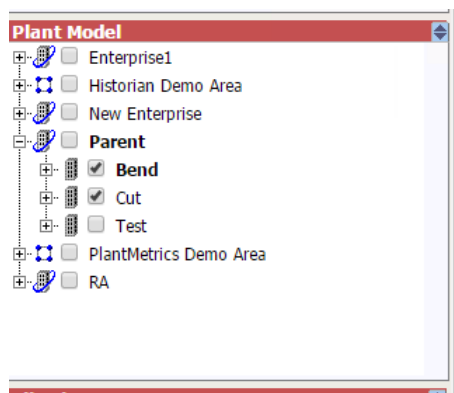 Plant Model
Enterprise1
Historian Demo Area
New Enterprise
Parent
Bend
Cut
Test
PlantMetrics Demo Area
RA